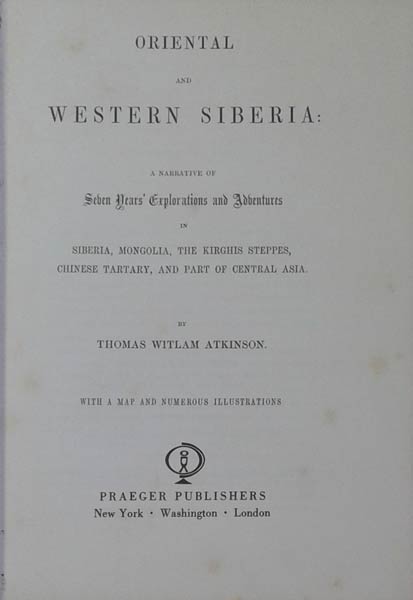 ORIENTAL
AND
WESTERN SIBERIA:
A NARRATIVE OF
Seven Years' Explorations and Adventures
IN
SIBERIA, MONGOLIA, THE KIRGHIS STEPPES,
CHINESE TARTARY, AND PART OF CENTRAL ASIA.
BY
THOMAS WITLAM ATKINSON.
WITH A MAP AND NUMEROUS ILLUSTRATIONS
PRAEGER PUBLISHERS
New York · Washington · London